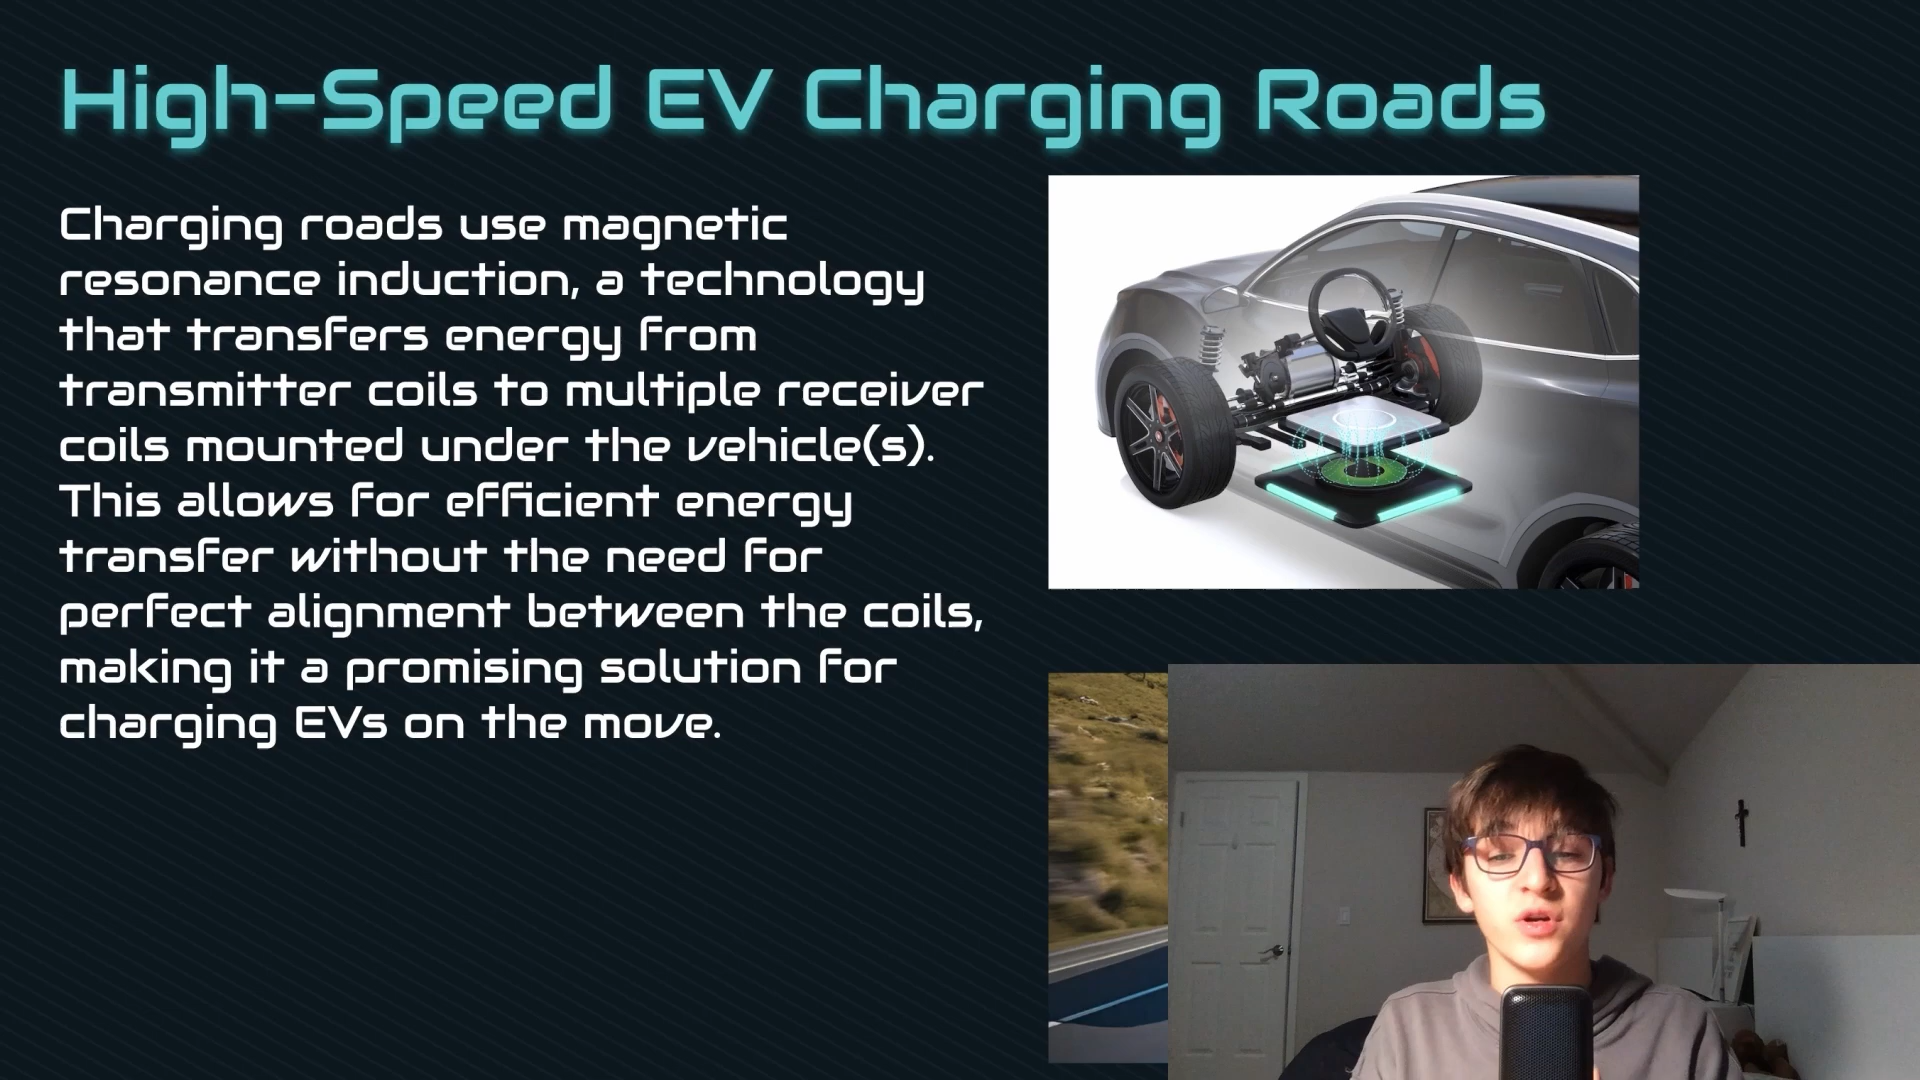 High-Speed EV Charging Roads
Charging roads use magnetic
resonance induction, a technology
that transfers energy from
transmitter coils to multiple receiver
coils mounted under the vehicle(s).
This allows for efficient energy
transfer without the need for
perfect alignment between the coils,
making it a promising solution for
charging EVs on the move.